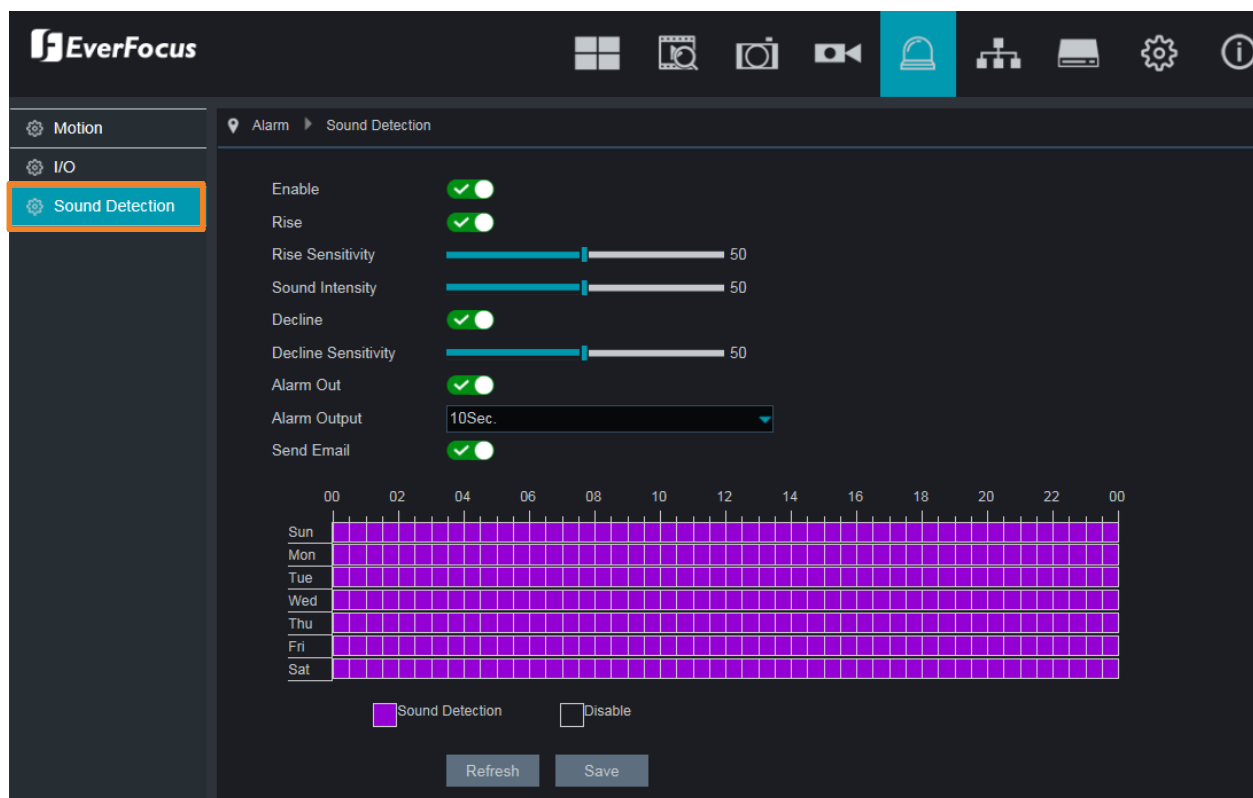 EverFocus
Motion
I/O
Sound Detection
Alarm Sound Detection
Enable
Rise
Rise Sensitivity 50
Sound Intensity 50
Decline
Decline Sensitivity 50
Alarm Out
Alarm Output 10Sec.
Send Email
00 02 04 06 08 10 12 14 16 18 20 22 00
Sun
Mon
Tue
Wed
Thu
Fri
Sat
Sound Detection Disable
Refresh Save